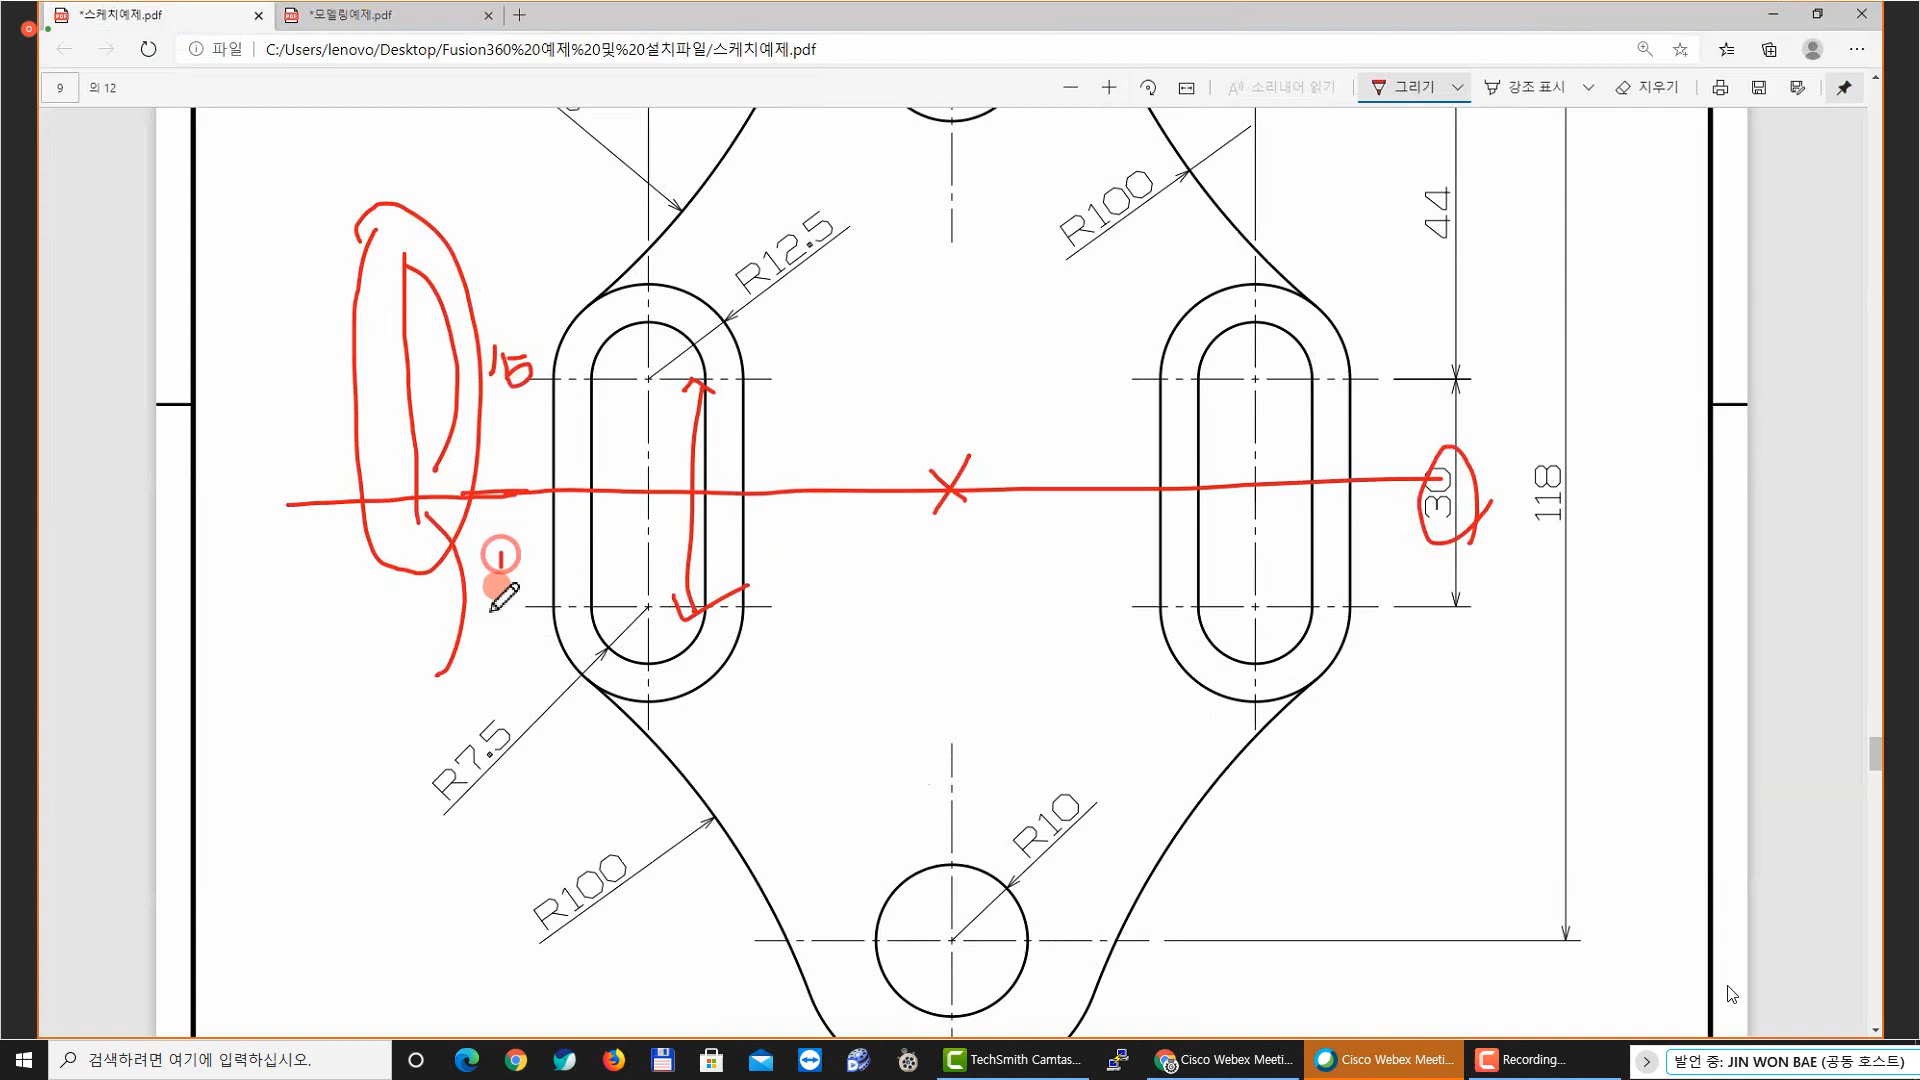 *스케치예제.pdf
*모델링예제.pdf
파일
C:/Users/lenovo/Desktop/Fusion360%20예제%20및%20설치파일/스케치예제.pdf
9
의 12
소리내어 읽기
그리기
강조 표시
지우기
R12.5
R100
44
15
30
118
R7.5
R10
R100
검색하려면 여기에 입력하십시오.
TechSmith Camtas...
Cisco Webex Meeti...
Cisco Webex Meeti...
Recording...
발언 중: JIN WON BAE (공동 호스트)